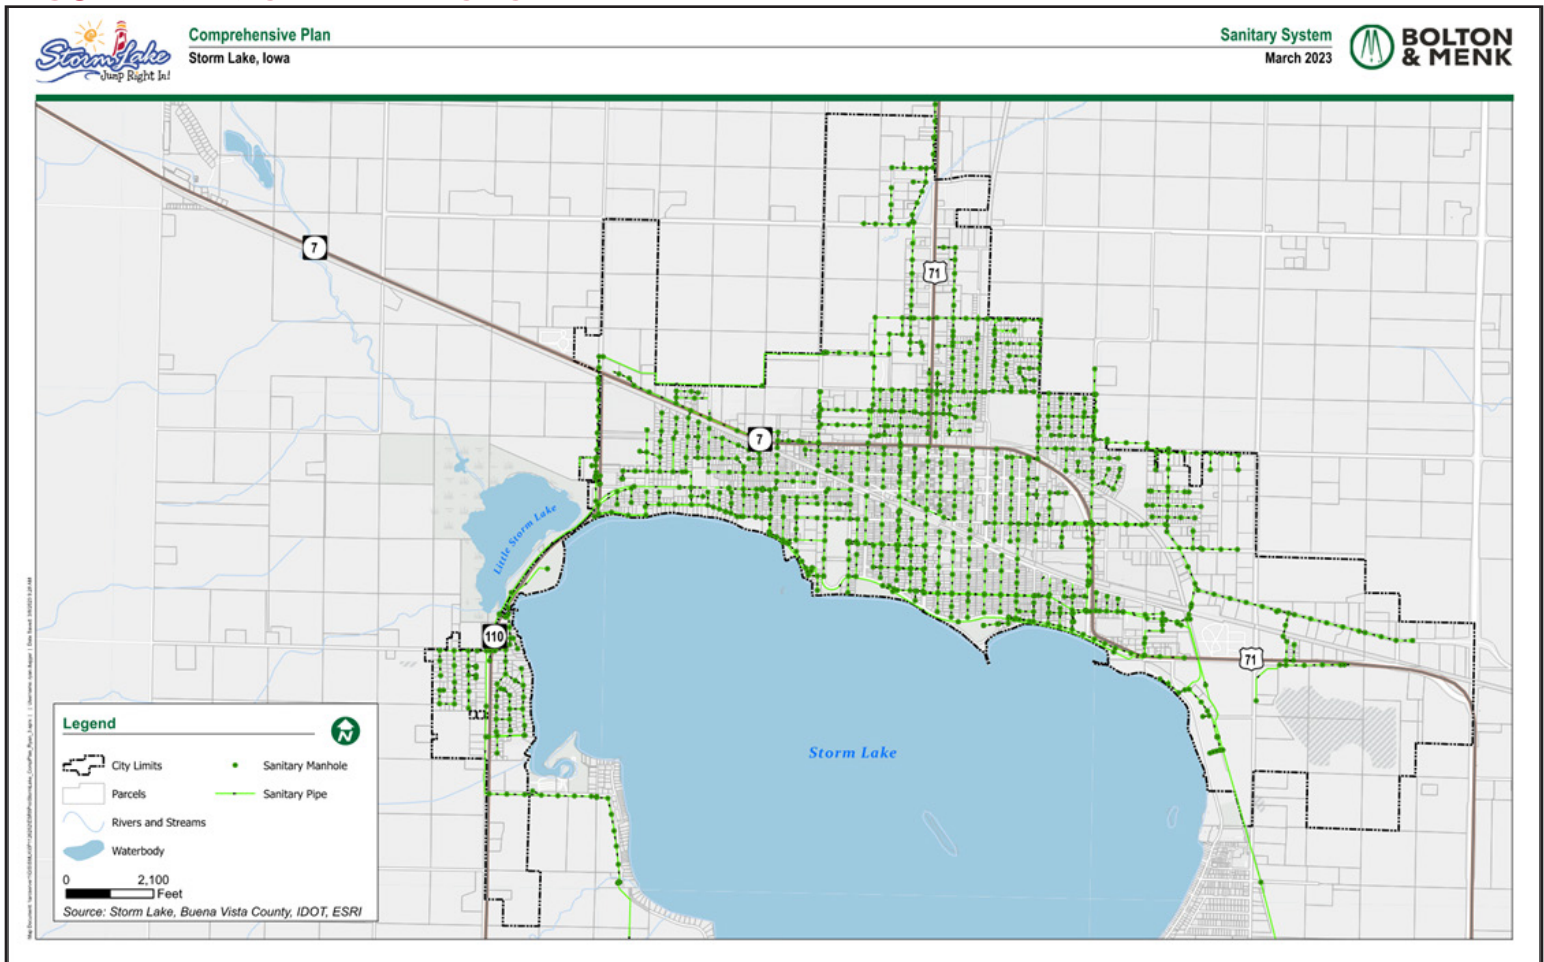 Storm Lake
Jump Right In!
Comprehensive Plan
Storm Lake, Iowa
Sanitary System
March 2023
BOLTON
& MENK
7
71
7
Little Storm Lake
110
71
Storm Lake
Legend
N
City Limits
Sanitary Manhole
Parcels
Sanitary Pipe
Rivers and Streams
Waterbody
0 2,100
Feet
Source: Storm Lake, Buena Vista County, IDOT, ESRI